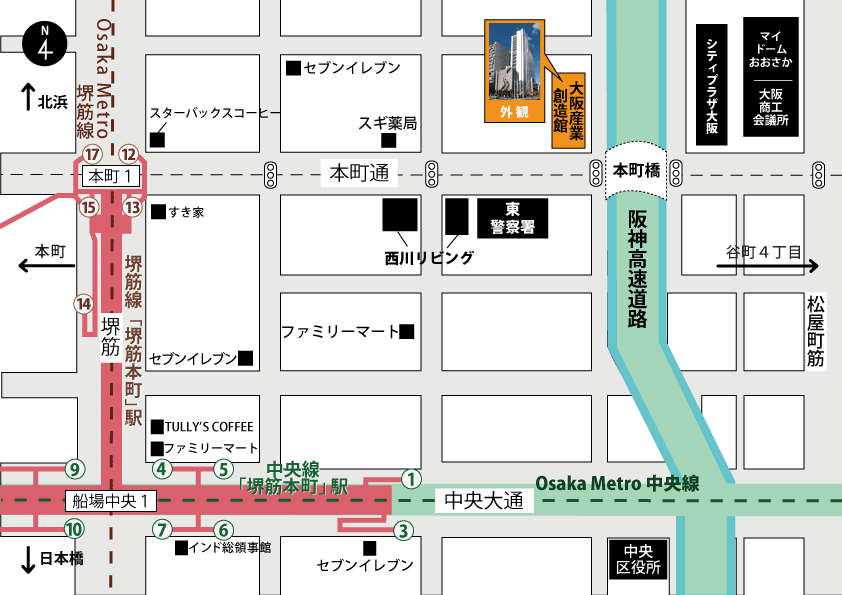 N
4
北浜
Osaka Metro
堺筋線
スターバックスコーヒー
セブンイレブン
スギ薬局
外観
大阪産業
創造館
シティプラザ大阪
マイ
ドーム
おおさか
大阪
商工
会議所
⑰
⑫
本町1
⑮
⑬
本町通
本町橋
すき家
西川リビング
東
警察署
阪神高速道路
本町
谷町4丁目
松屋町筋
⑭
堺筋
堺筋線「堺筋本町」駅
セブンイレブン
ファミリーマート
TULLY'S COFFEE
ファミリーマート
⑨
④
⑤
中央線
「堺筋本町」駅
①
Osaka Metro 中央線
船場中央1
中央大通
⑩
⑦
⑥
③
日本橋
インド総領事館
セブンイレブン
中央
区役所